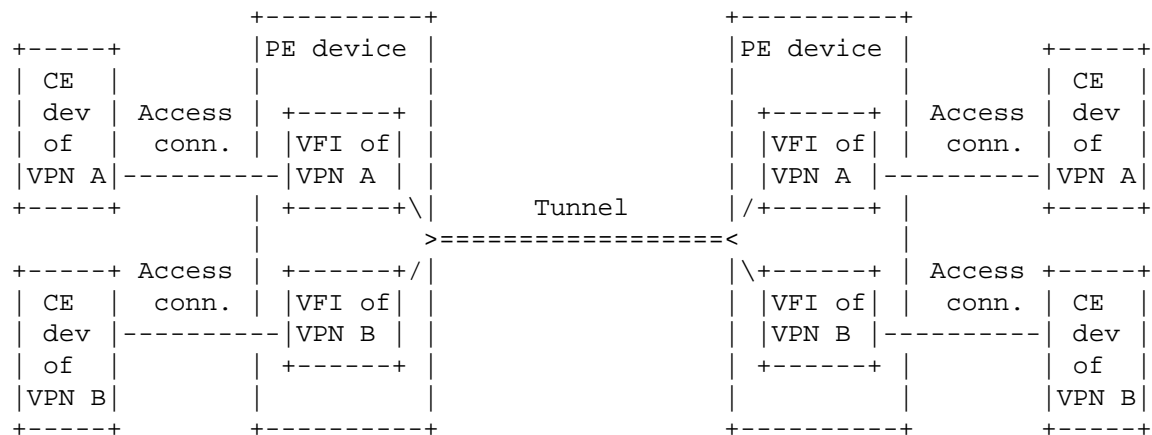 PE device PE device
CE CE
dev Access Access dev
of conn. VFI of VFI of conn. of
VPN A VPN A VPN A VPN A
Tunnel
Access Access
CE conn. VFI of VFI of conn. CE
dev VPN B VPN B dev
of of
VPN B VPN B